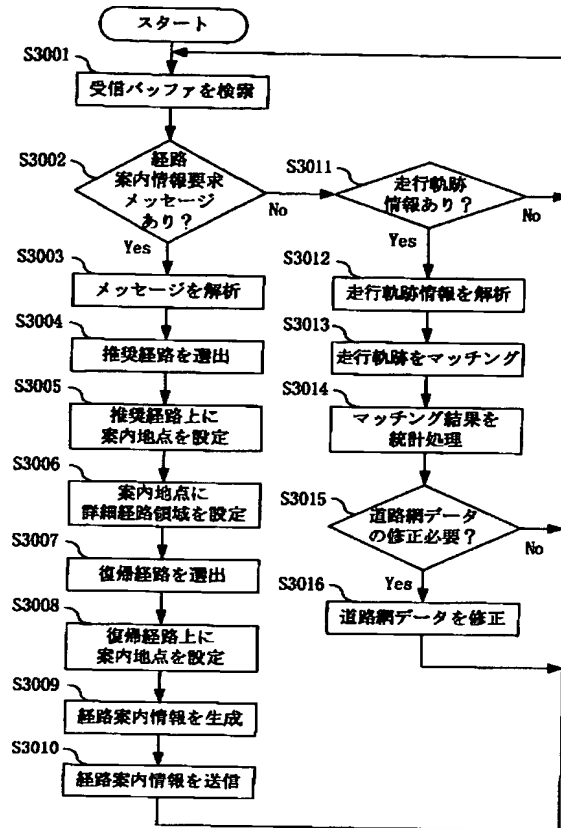 スタート
S3001
受信バッファを検索
S3002
経路
案内情報要求
メッセージ
あり?
No
Yes
S3003
メッセージを解析
S3004
推奨経路を選出
S3005
推奨経路上に
案内地点を設定
S3006
案内地点に
詳細経路領域を設定
S3007
復帰経路を選出
S3008
復帰経路上に
案内地点を設定
S3009
経路案内情報を生成
S3010
経路案内情報を送信
S3011
走行軌跡
情報あり?
No
Yes
S3012
走行軌跡情報を解析
S3013
走行軌跡をマッチング
S3014
マッチング結果を
統計処理
S3015
道路網データ
の修正必要?
No
Yes
S3016
道路網データを修正